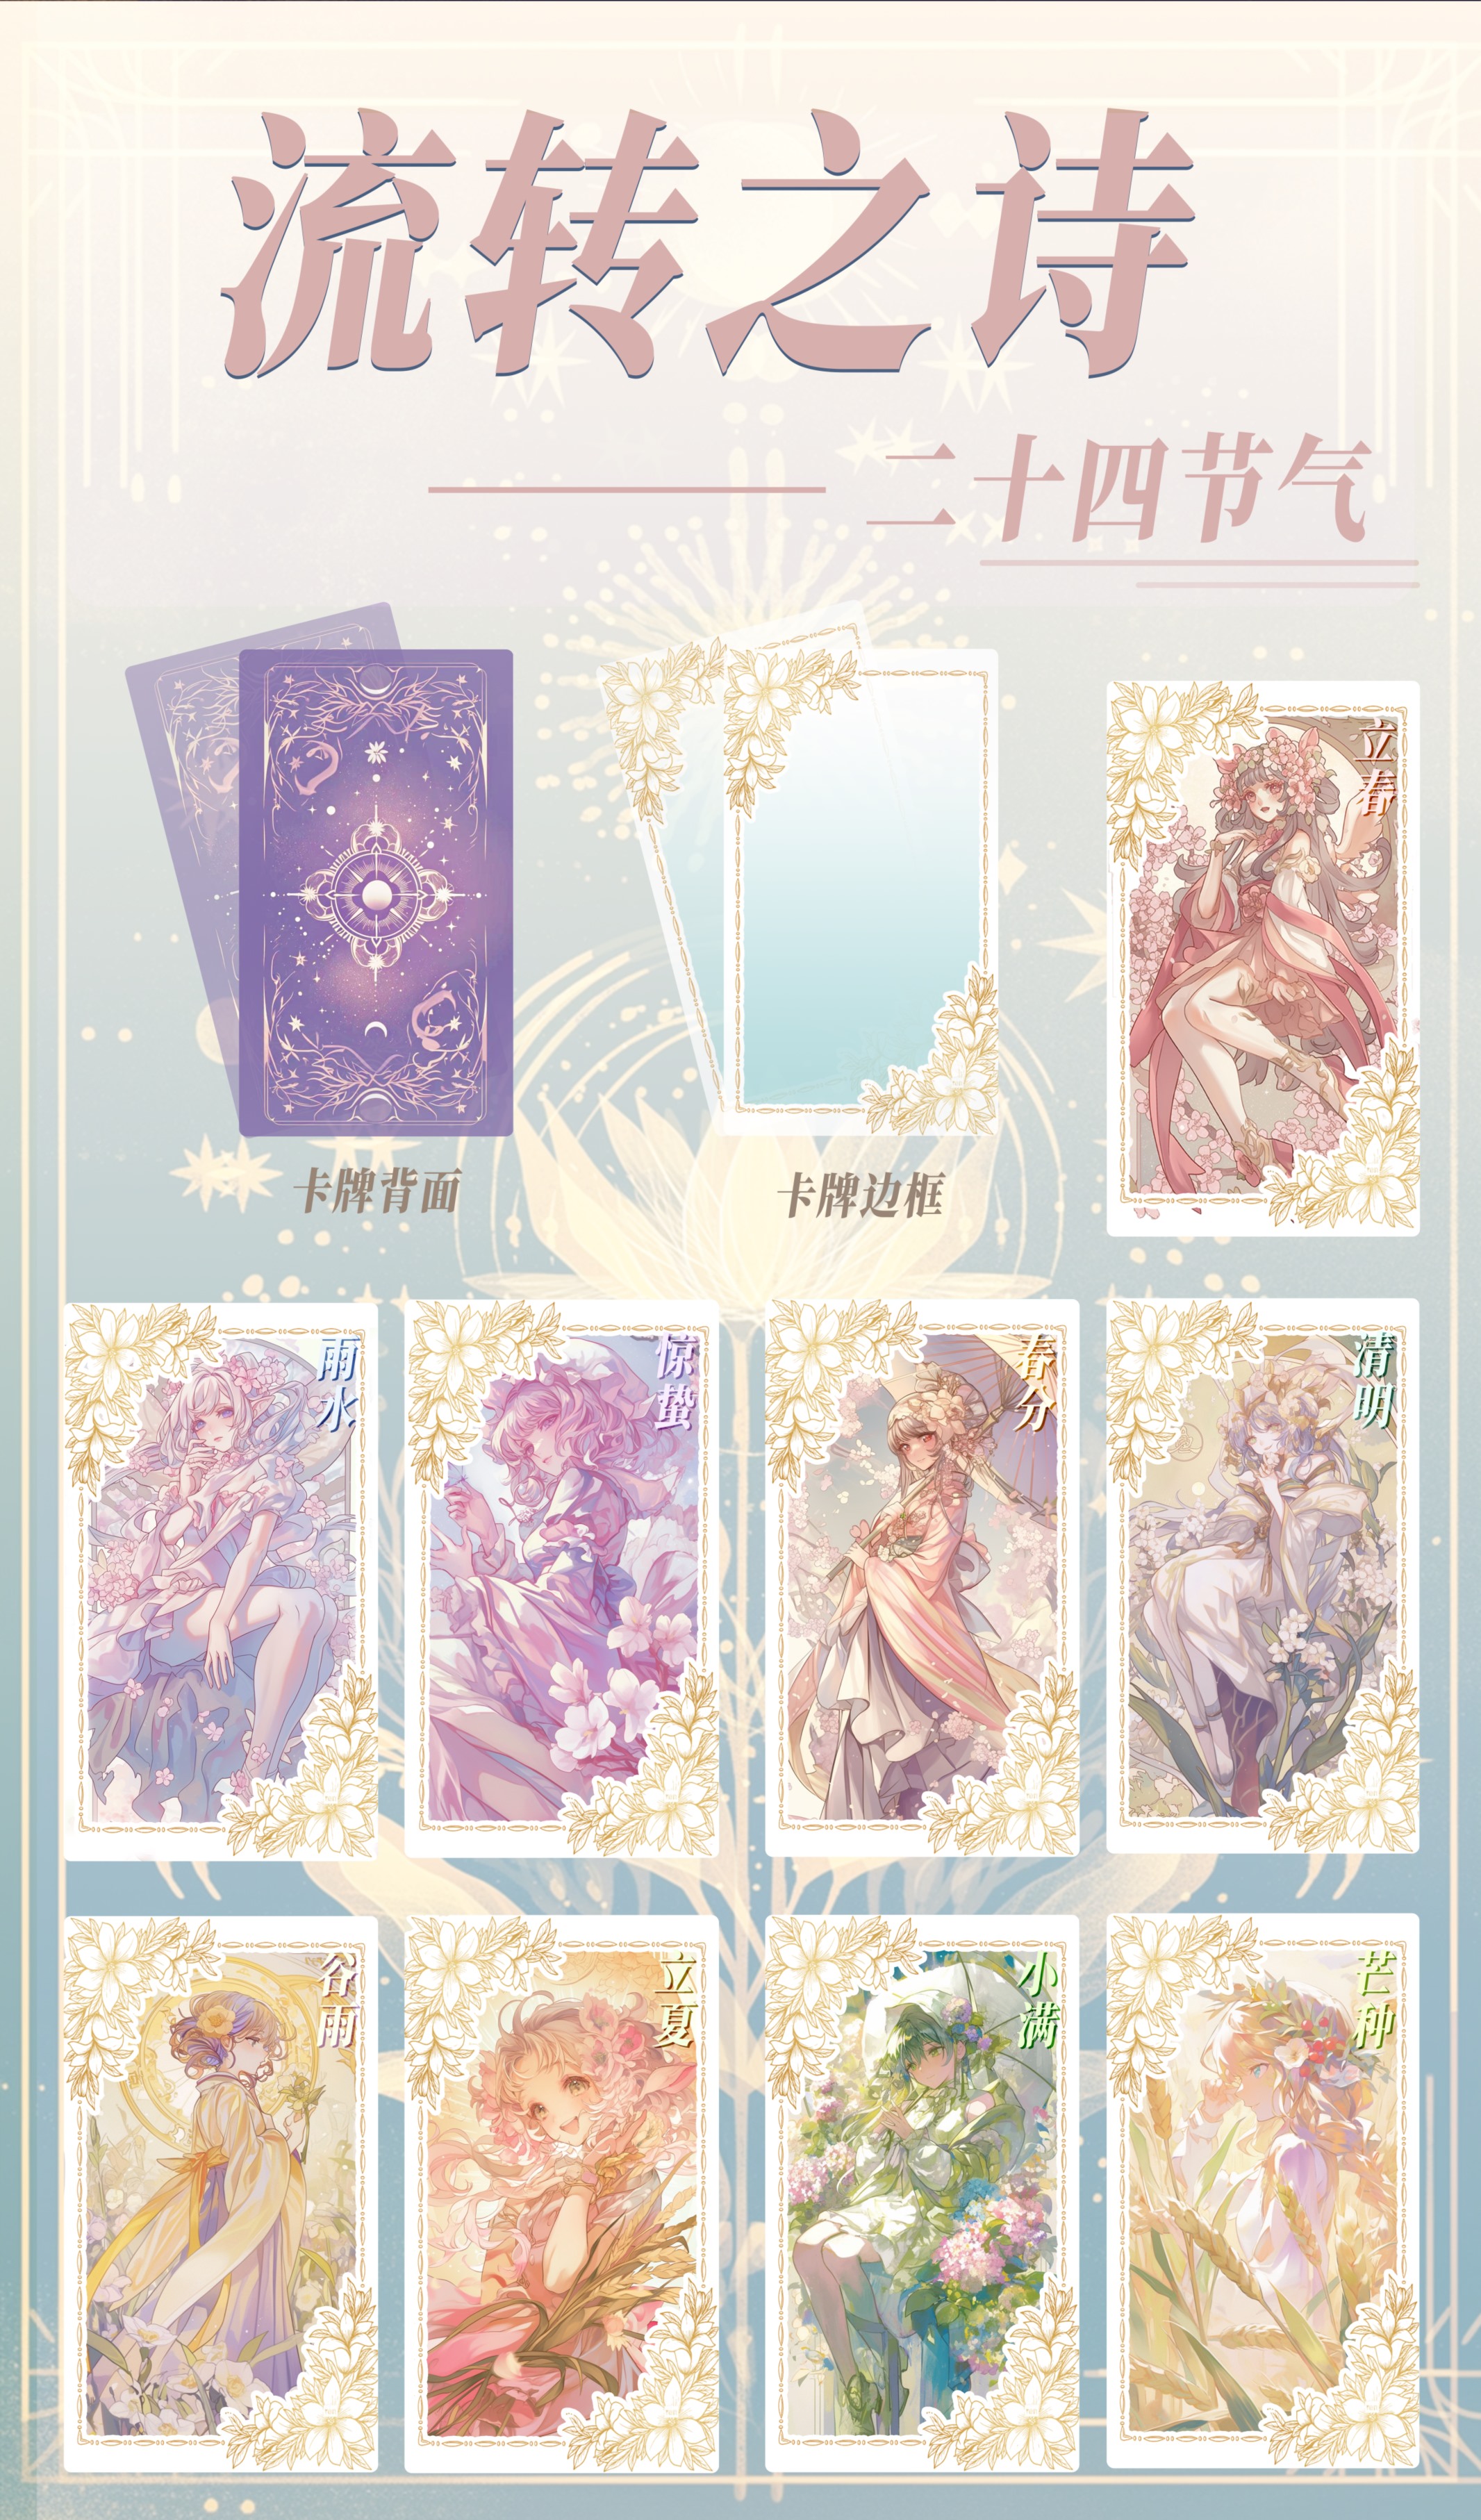 流转之诗
二十四节气
卡牌背面
卡牌边框
立春
雨水
惊蛰
春分
清明
谷雨
立夏
小满
芒种